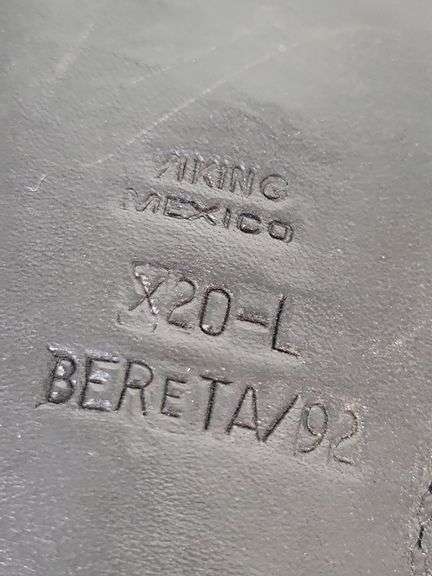 VIKING
MEXICO
X20-L
BERETA/92